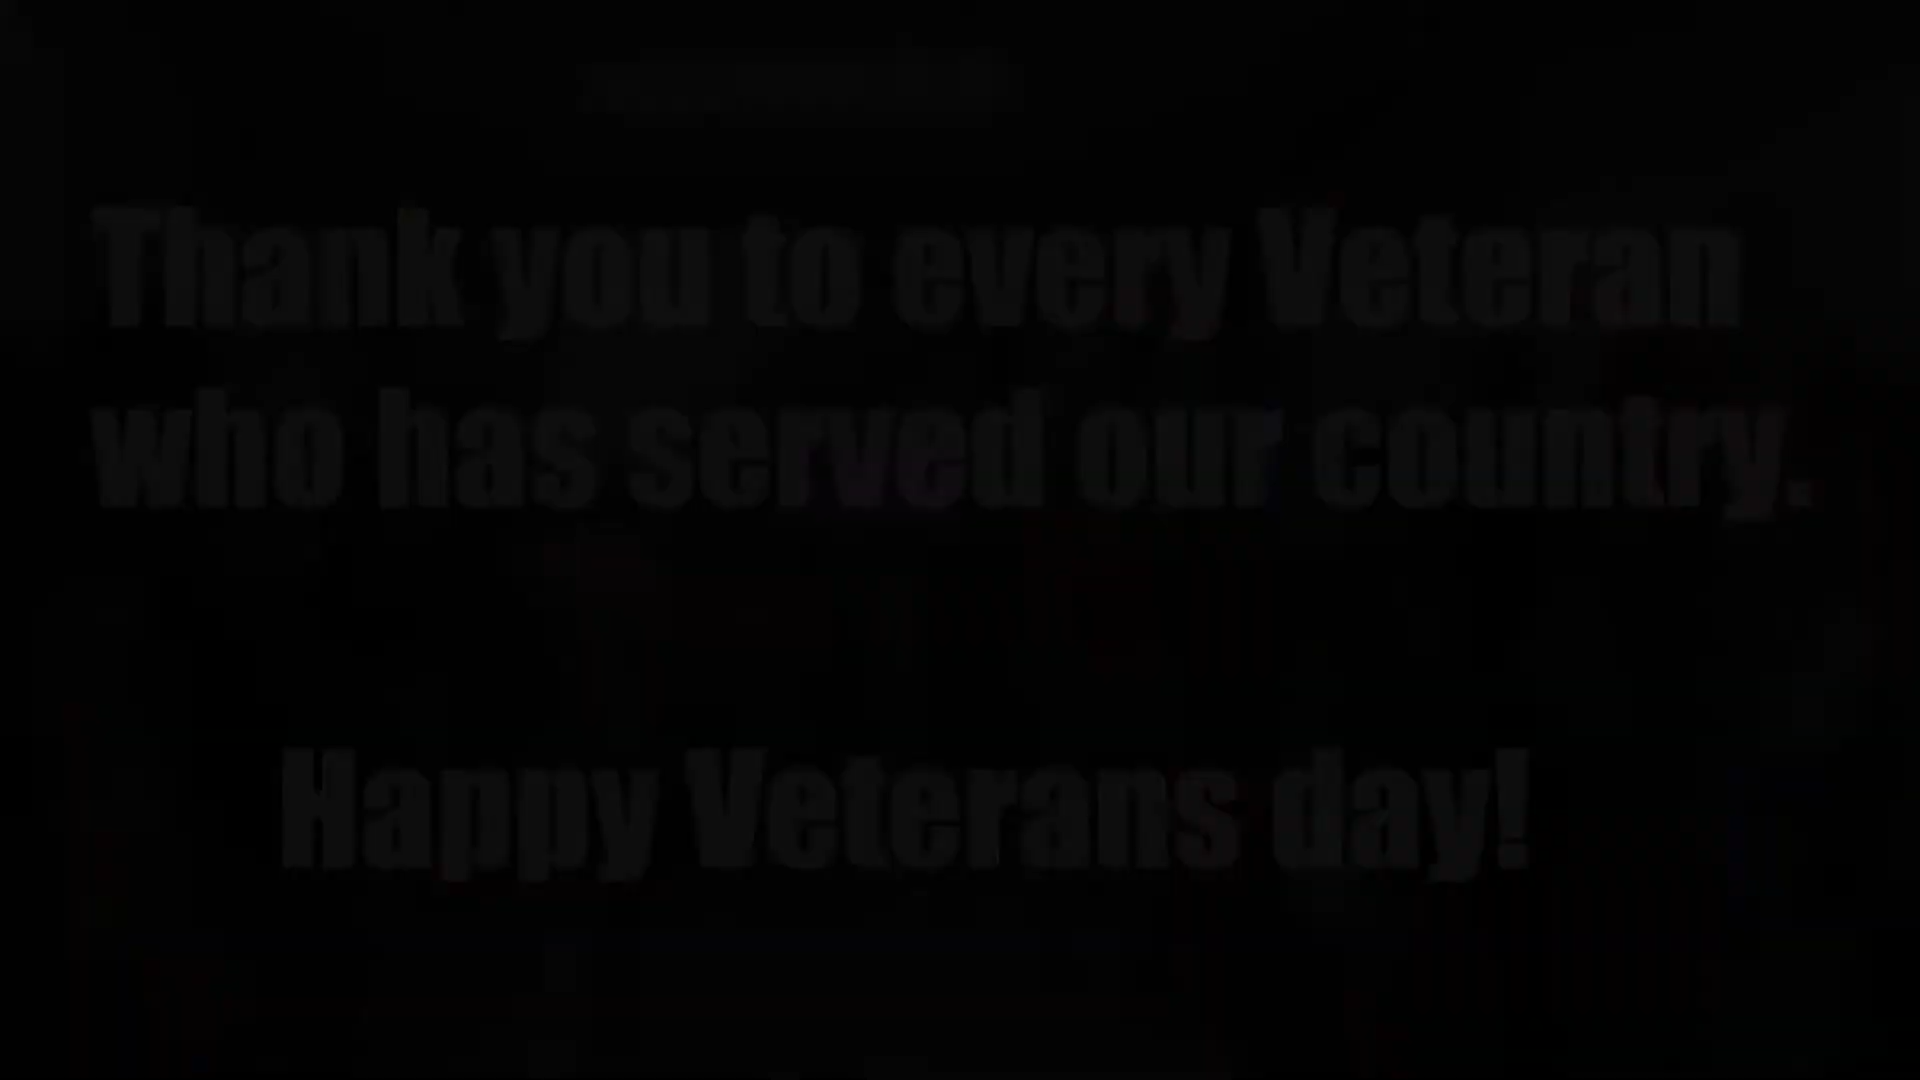 Thank you to every Veteran
who has served our country.
Happy Veterans day!